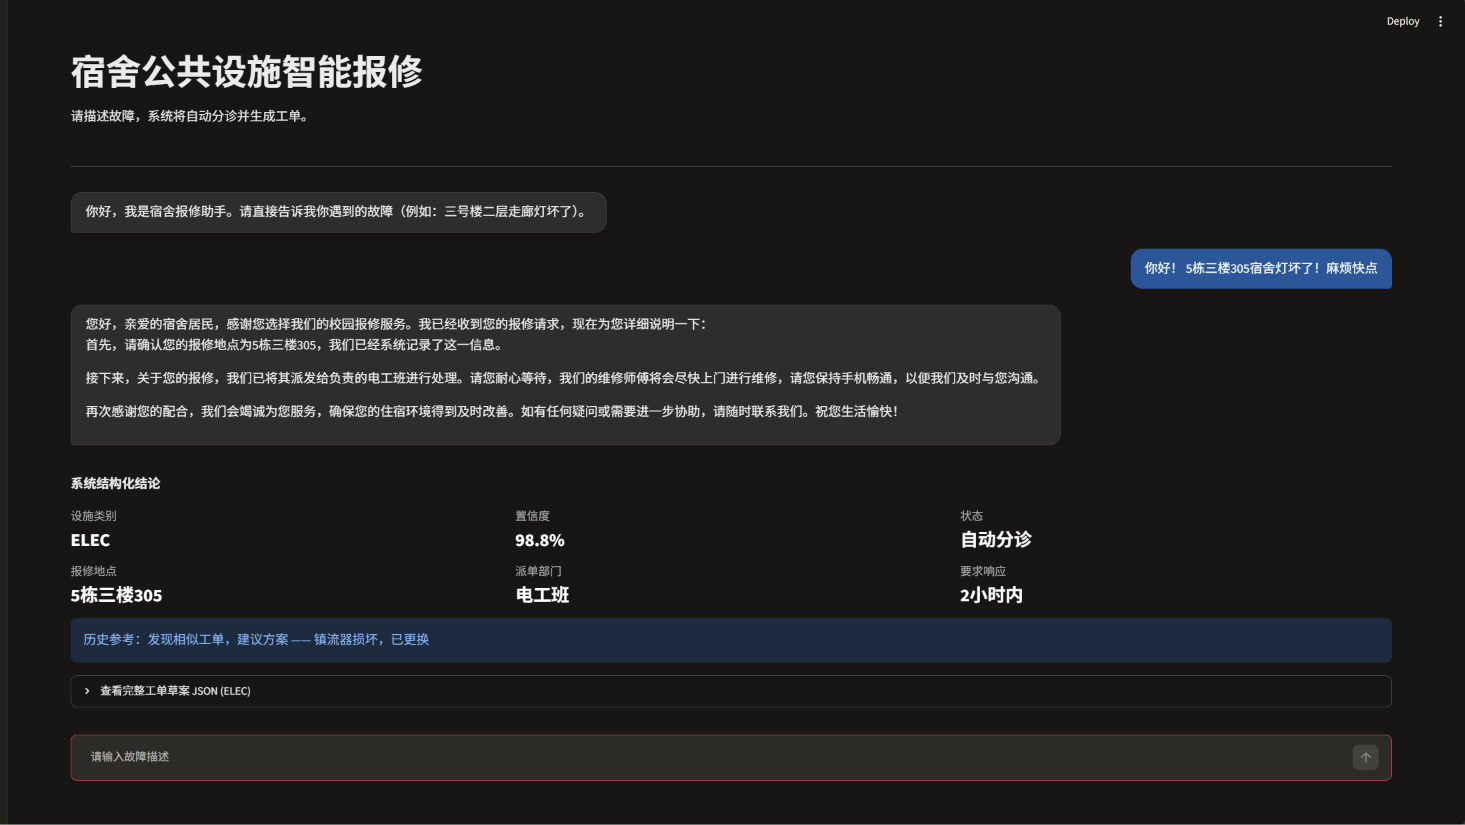 Deploy
宿舍公共设施智能报修
请描述故障，系统将自动分诊并生成工单。
你好，我是宿舍报修助手。请直接告诉我你遇到的故障（例如：三号楼二层走廊灯坏了）。
你好！ 5栋三楼305宿舍灯坏了！麻烦快点
您好，亲爱的宿舍居民，感谢您选择我们的校园报修服务。我已经收到您的报修请求，现在为您详细说明一下：
首先，请确认您的报修地点为5栋三楼305，我们已经系统记录了这一信息。
接下来，关于您的报修，我们已将其派发给负责的电工班进行处理。请您耐心等待，我们的维修师傅将会尽快上门进行维修，请您保持手机畅通，以便我们及时与您沟通。
再次感谢您的配合，我们会竭诚为您服务，确保您的住宿环境得到及时改善。如有任何疑问或需要进一步协助，请随时联系我们。祝您生活愉快！
系统结构化结论
设施类别
置信度
状态
ELEC
98.8%
自动分诊
报修地点
派单部门
要求响应
5栋三楼305
电工班
2小时内
历史参考：发现相似工单，建议方案 —— 镇流器损坏，已更换
查看完整工单草案 JSON (ELEC)
请输入故障描述